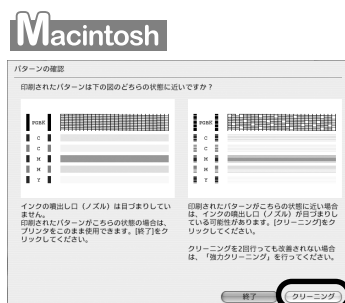 Macintosh
パターンの確認
印刷されたパターンは下の図のどちらの状態に近いですか？
PGBK
C
C
M
M
Y
PGBK
C
C
M
M
Y
インクの噴出し口（ノズル）は目づまりしてい
ません。
印刷されたパターンがこちらの状態の場合は、
プリンタをこのまま使用できます。[終了]をク
リックしてください。
印刷されたパターンがこちらの状態に近い場合
は、インクの噴出し口（ノズル）が目づまりし
ている可能性があります。[クリーニング]をク
リックしてください。
クリーニングを2回行っても改善されない場合
は、「強力クリーニング」を行ってください。
終了
クリーニング